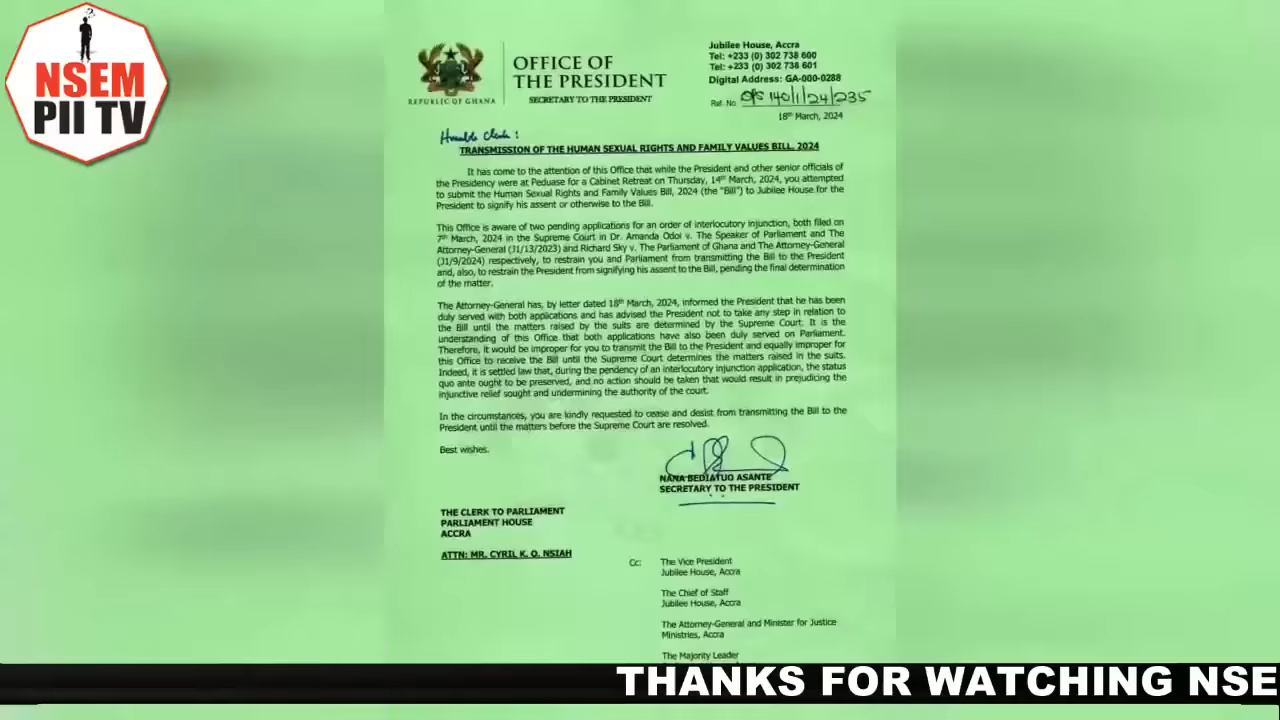 NSEM
PII TV
REPUBLIC OF GHANA
OFFICE OF
THE PRESIDENT
SECRETARY TO THE PRESIDENT
Jubilee House, Accra
Tel: +233 (0) 302 738 600
Tel: +233 (0) 302 738 601
Digital Address: GA-000-0288
Ref. No. OPS 140/1/24/235
18th March, 2024
Honble Clerk:
TRANSMISSION OF THE HUMAN SEXUAL RIGHTS AND FAMILY VALUES BILL, 2024
It has come to the attention of this Office that while the President and other senior officials of
the Presidency were at Peduase for a Cabinet Retreat on Thursday, 14th March, 2024, you attempted
to submit the Human Sexual Rights and Family Values Bill, 2024 (the "Bill") to Jubilee House for the
President to signify his assent or otherwise to the Bill.
This Office is aware of two pending applications for an order of interlocutory injunction, both filed on
7th March, 2024 in the Supreme Court in Dr. Amanda Odoi v. The Speaker of Parliament and The
Attorney-General (J1/13/2023) and Richard Sky v. The Parliament of Ghana and The Attorney-General
(J1/9/2024) respectively, to restrain you and Parliament from transmitting the Bill to the President
and, also, to restrain the President from signifying his assent to the Bill, pending the final determination
of the matter.
The Attorney-General has, by letter dated 18th March, 2024, informed the President that he has been
duly served with both applications and has advised the President not to take any step in relation to
the Bill until the matters raised by the suits are determined by the Supreme Court. It is the
understanding of this Office that both applications have also been duly served on Parliament.
Therefore, it would be improper for you to transmit the Bill to the President and equally improper for
this Office to receive the Bill until the Supreme Court determines the matters raised in the suits.
Indeed, it is settled law that, during the pendency of an interlocutory injunction application, the status
quo ante ought to be preserved, and no action should be taken that would result in prejudicing the
injunctive relief sought and undermining the authority of the court.
In the circumstances, you are kindly requested to cease and desist from transmitting the Bill to the
President until the matters before the Supreme Court are resolved.
Best wishes.
NANA BEDIATUO ASANTE
SECRETARY TO THE PRESIDENT
THE CLERK TO PARLIAMENT
PARLIAMENT HOUSE
ACCRA
ATTN: MR. CYRIL K. O. NSIAH
Cc: The Vice President
Jubilee House, Accra
The Chief of Staff
Jubilee House, Accra
The Attorney-General and Minister for Justice
Ministries, Accra
The Majority Leader
THANKS FOR WATCHING NSE